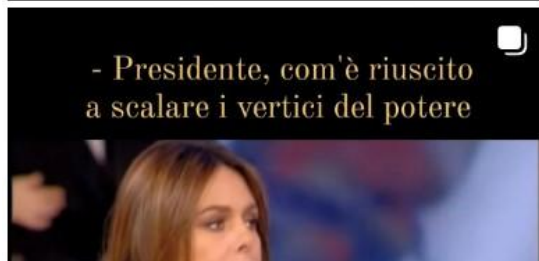 - Presidente, com'è riuscito
a scalare i vertici del potere